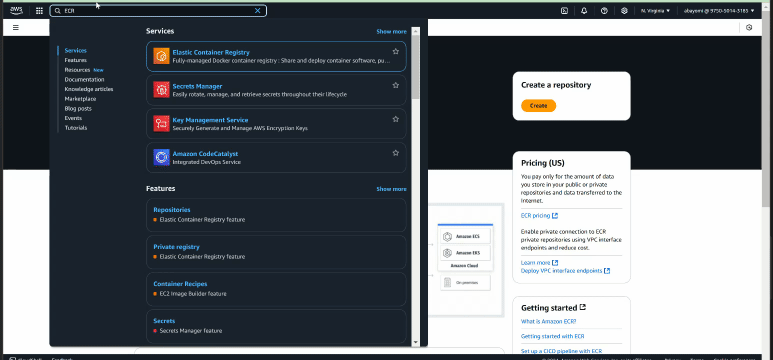 aws
ECR
N. Virginia
abayomi @ 9750-5014-3185
Services
Features
Resources New
Documentation
Knowledge articles
Marketplace
Blog posts
Events
Tutorials
Services
Show more
Elastic Container Registry
Fully-managed Docker container registry : Share and deploy container software, pu...
Secrets Manager
Easily rotate, manage, and retrieve secrets throughout their lifecycle
Key Management Service
Securely Generate and Manage AWS Encryption Keys
Amazon CodeCatalyst
Integrated DevOps Service
Features
Show more
Repositories
Elastic Container Registry feature
Private registry
Elastic Container Registry feature
Container Recipes
EC2 Image Builder feature
Secrets
Secrets Manager feature
Amazon ECS
Amazon EKS
Amazon Cloud
On-premises
Create a repository
Create
Pricing (US)
You pay only for the amount of data
you store in your public or private
repositories and data transferred to the
Internet.
ECR pricing
Enable private connection to ECR
private repositories using VPC interface
endpoints and reduce cost.
Learn more
Deploy VPC interface endpoints
Getting started
What is Amazon ECR?
Getting started with ECR
Set up a CICD pipeline with ECR